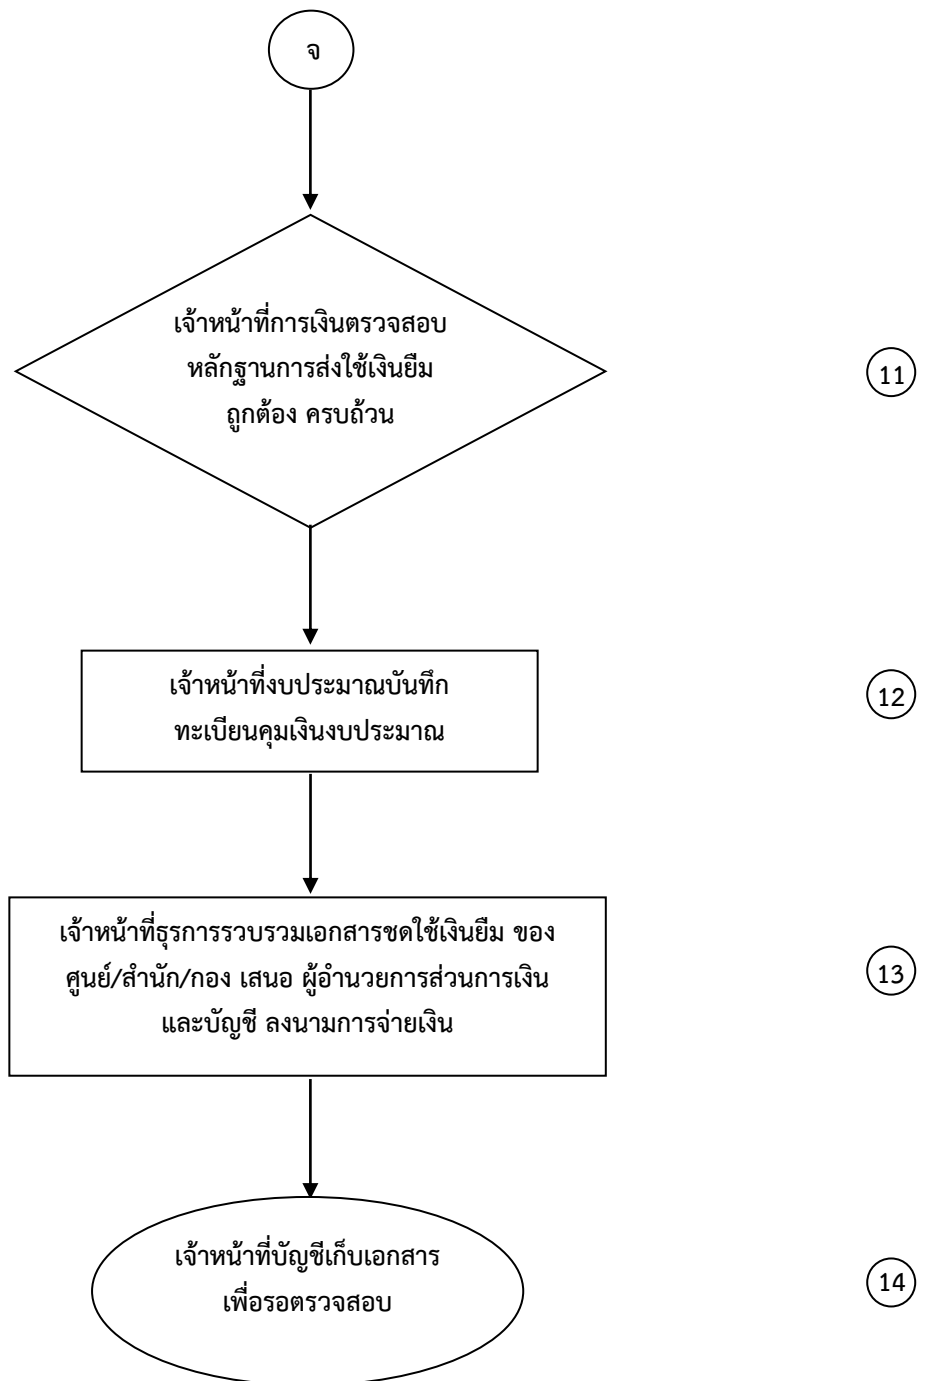 จ
เจ้าหน้าที่การเงินตรวจสอบ
หลักฐานการส่งใช้เงินยืม
ถูกต้อง ครบถ้วน
11
เจ้าหน้าที่งบประมาณบันทึก
ทะเบียนคุมเงินงบประมาณ
12
เจ้าหน้าที่ธุรการรวบรวมเอกสารชดใช้เงินยืม ของ
ศูนย์/สำนัก/กอง เสนอ ผู้อำนวยการส่วนการเงิน
และบัญชี ลงนามการจ่ายเงิน
13
เจ้าหน้าที่บัญชีเก็บเอกสาร
เพื่อรอตรวจสอบ
14